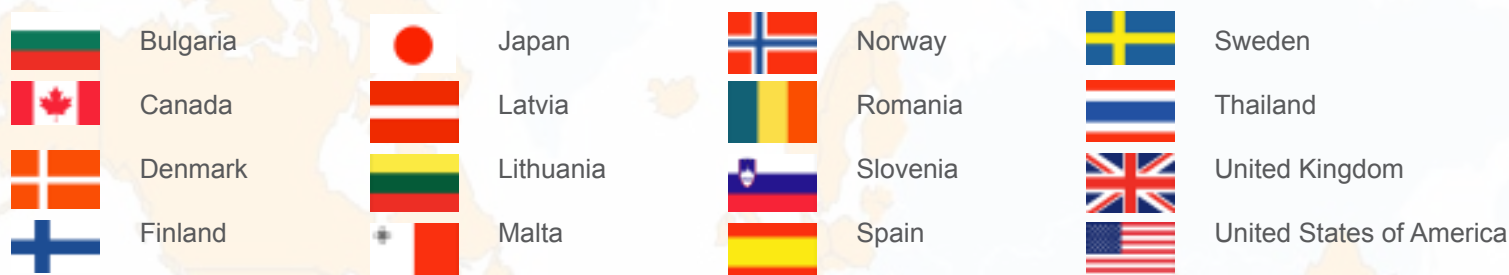 Bulgaria
Canada
Denmark
Finland
Japan
Latvia
Lithuania
Malta
Norway
Romania
Slovenia
Spain
Sweden
Thailand
United Kingdom
United States of America